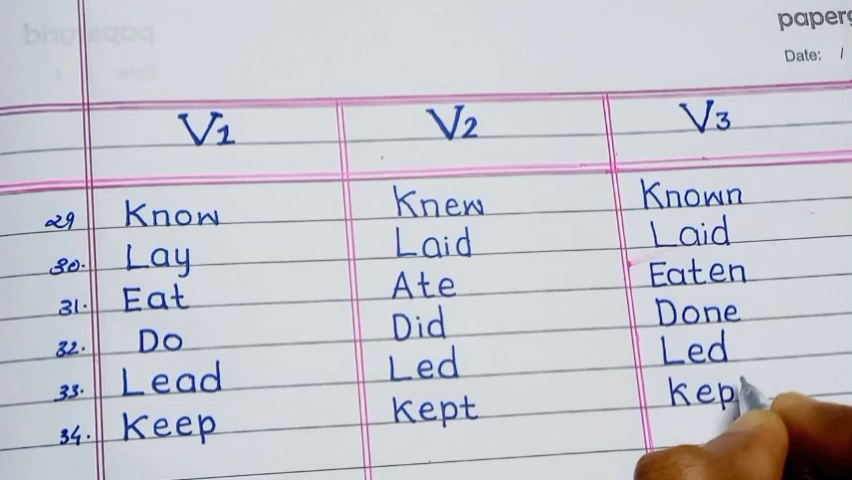 paperg
Date: /
V1 V2 V3
29 Know Knew Known
30. Lay Laid Laid
31. Eat Ate Eaten
32. Do Did Done
33. Lead Led Led
34. Keep Kept Kep